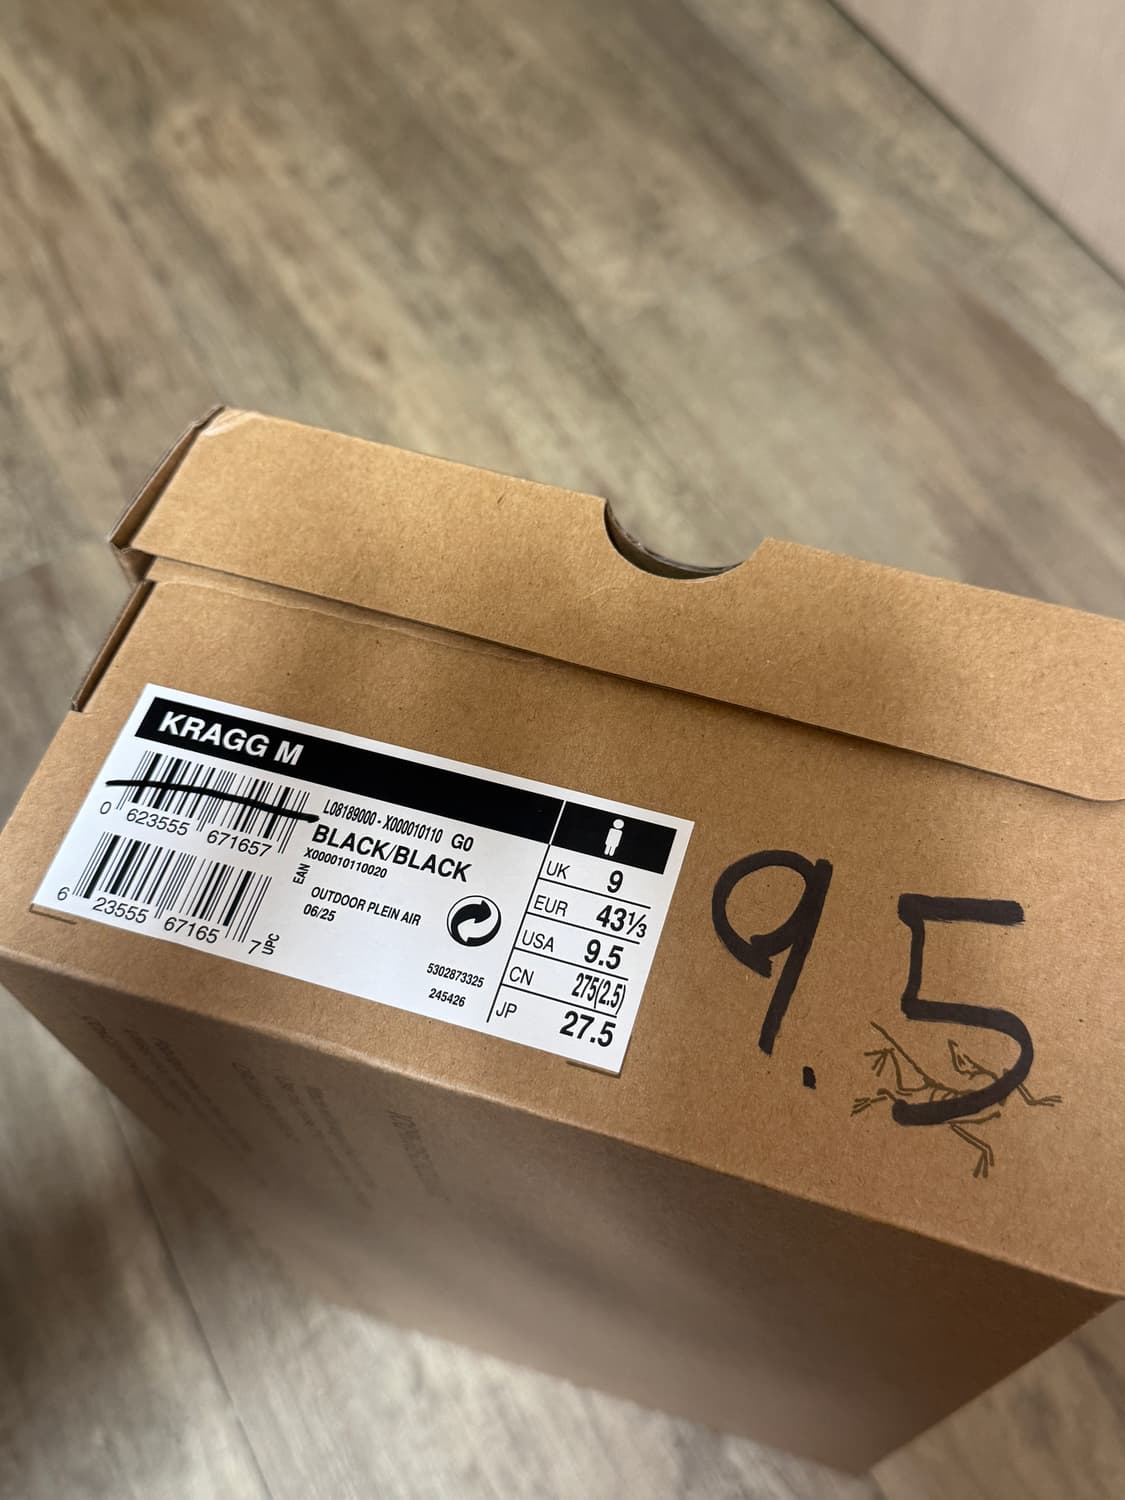 KRAGG M
0 623555 671657
L08189000 - X000010110 G0
BLACK/BLACK
X000010110020
EAN
OUTDOOR PLEIN AIR
06/25
6 23555 67165 7
UPC
5302873325
245426
UK 9
EUR 43⅓
USA 9.5
CN 275(2.5)
JP 27.5
9.5